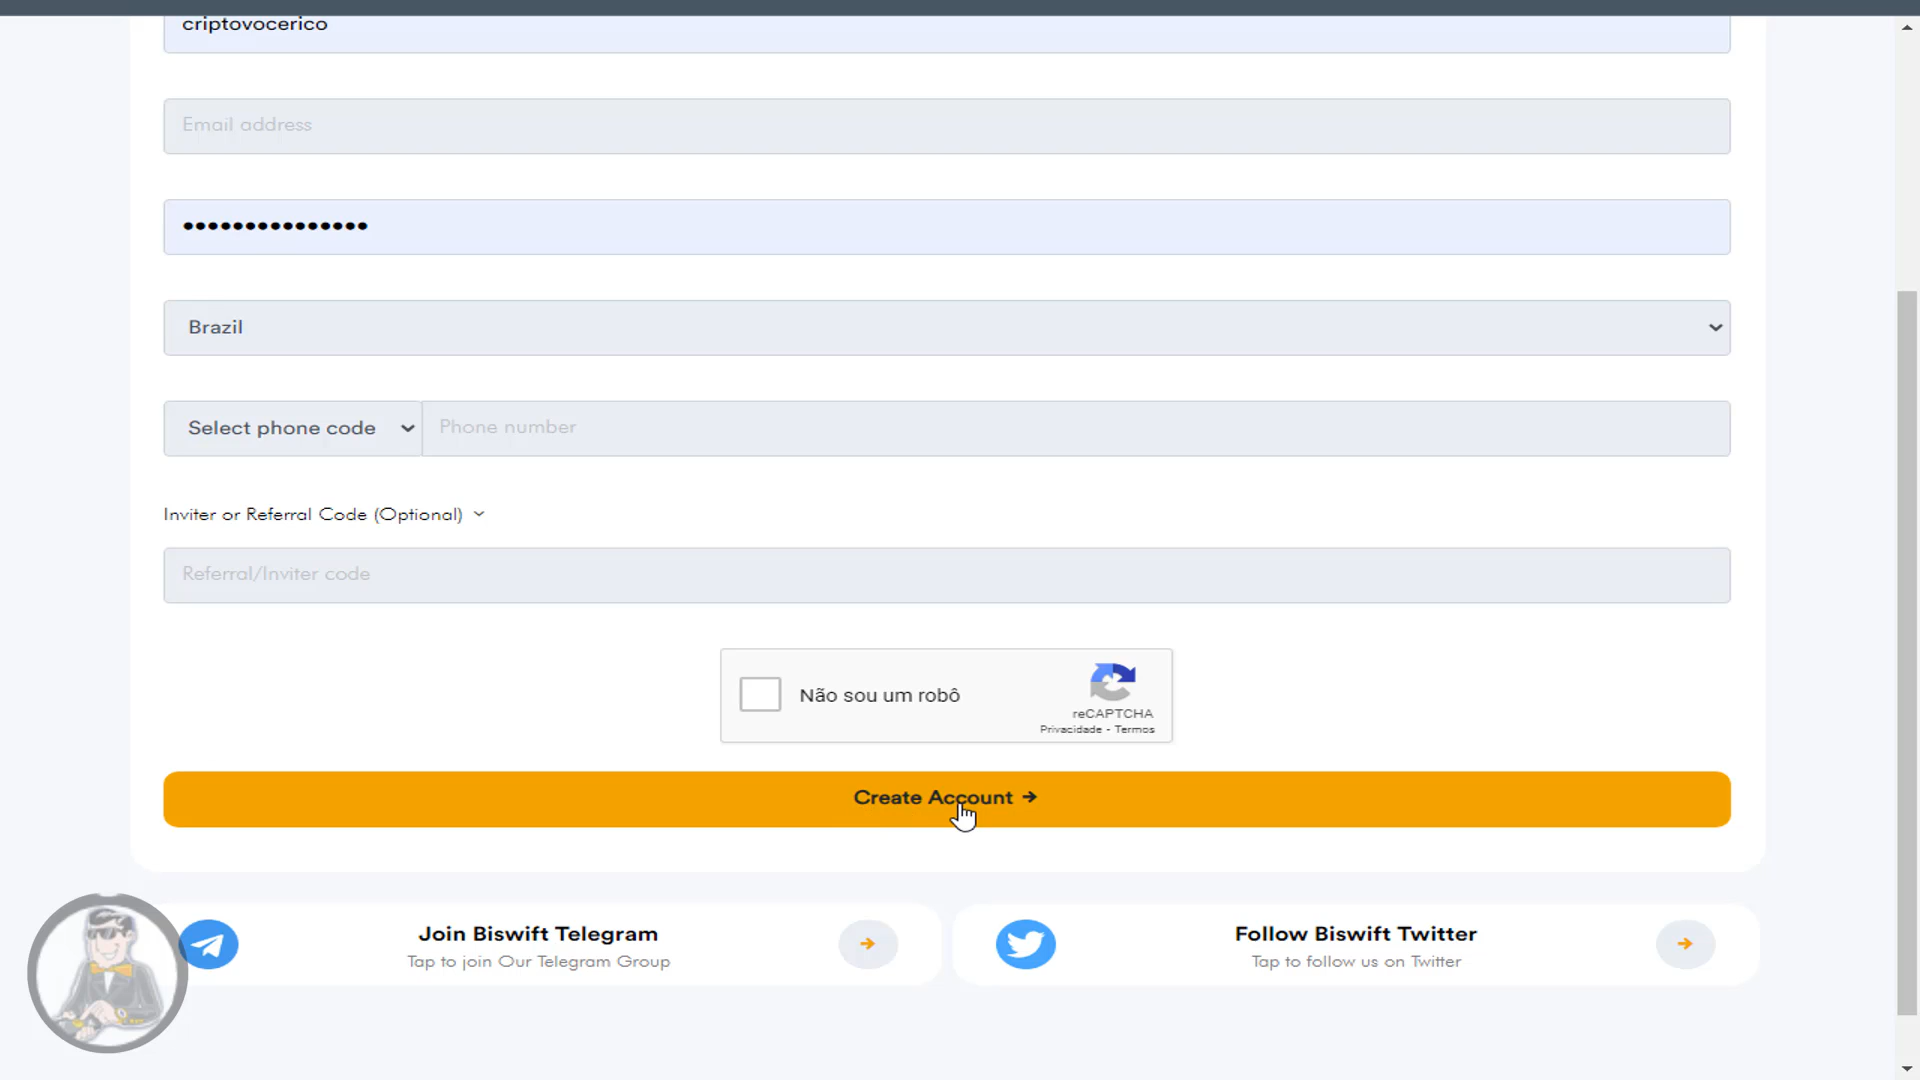 criptovocerico
Email address
•••••••••••••••
Brazil
Select phone code
Phone number
Inviter or Referral Code (Optional)
Referral/Inviter code
Não sou um robô
reCAPTCHA
Privacidade - Termos
Create Account →
Join Biswift Telegram
Tap to join Our Telegram Group
Follow Biswift Twitter
Tap to follow us on Twitter